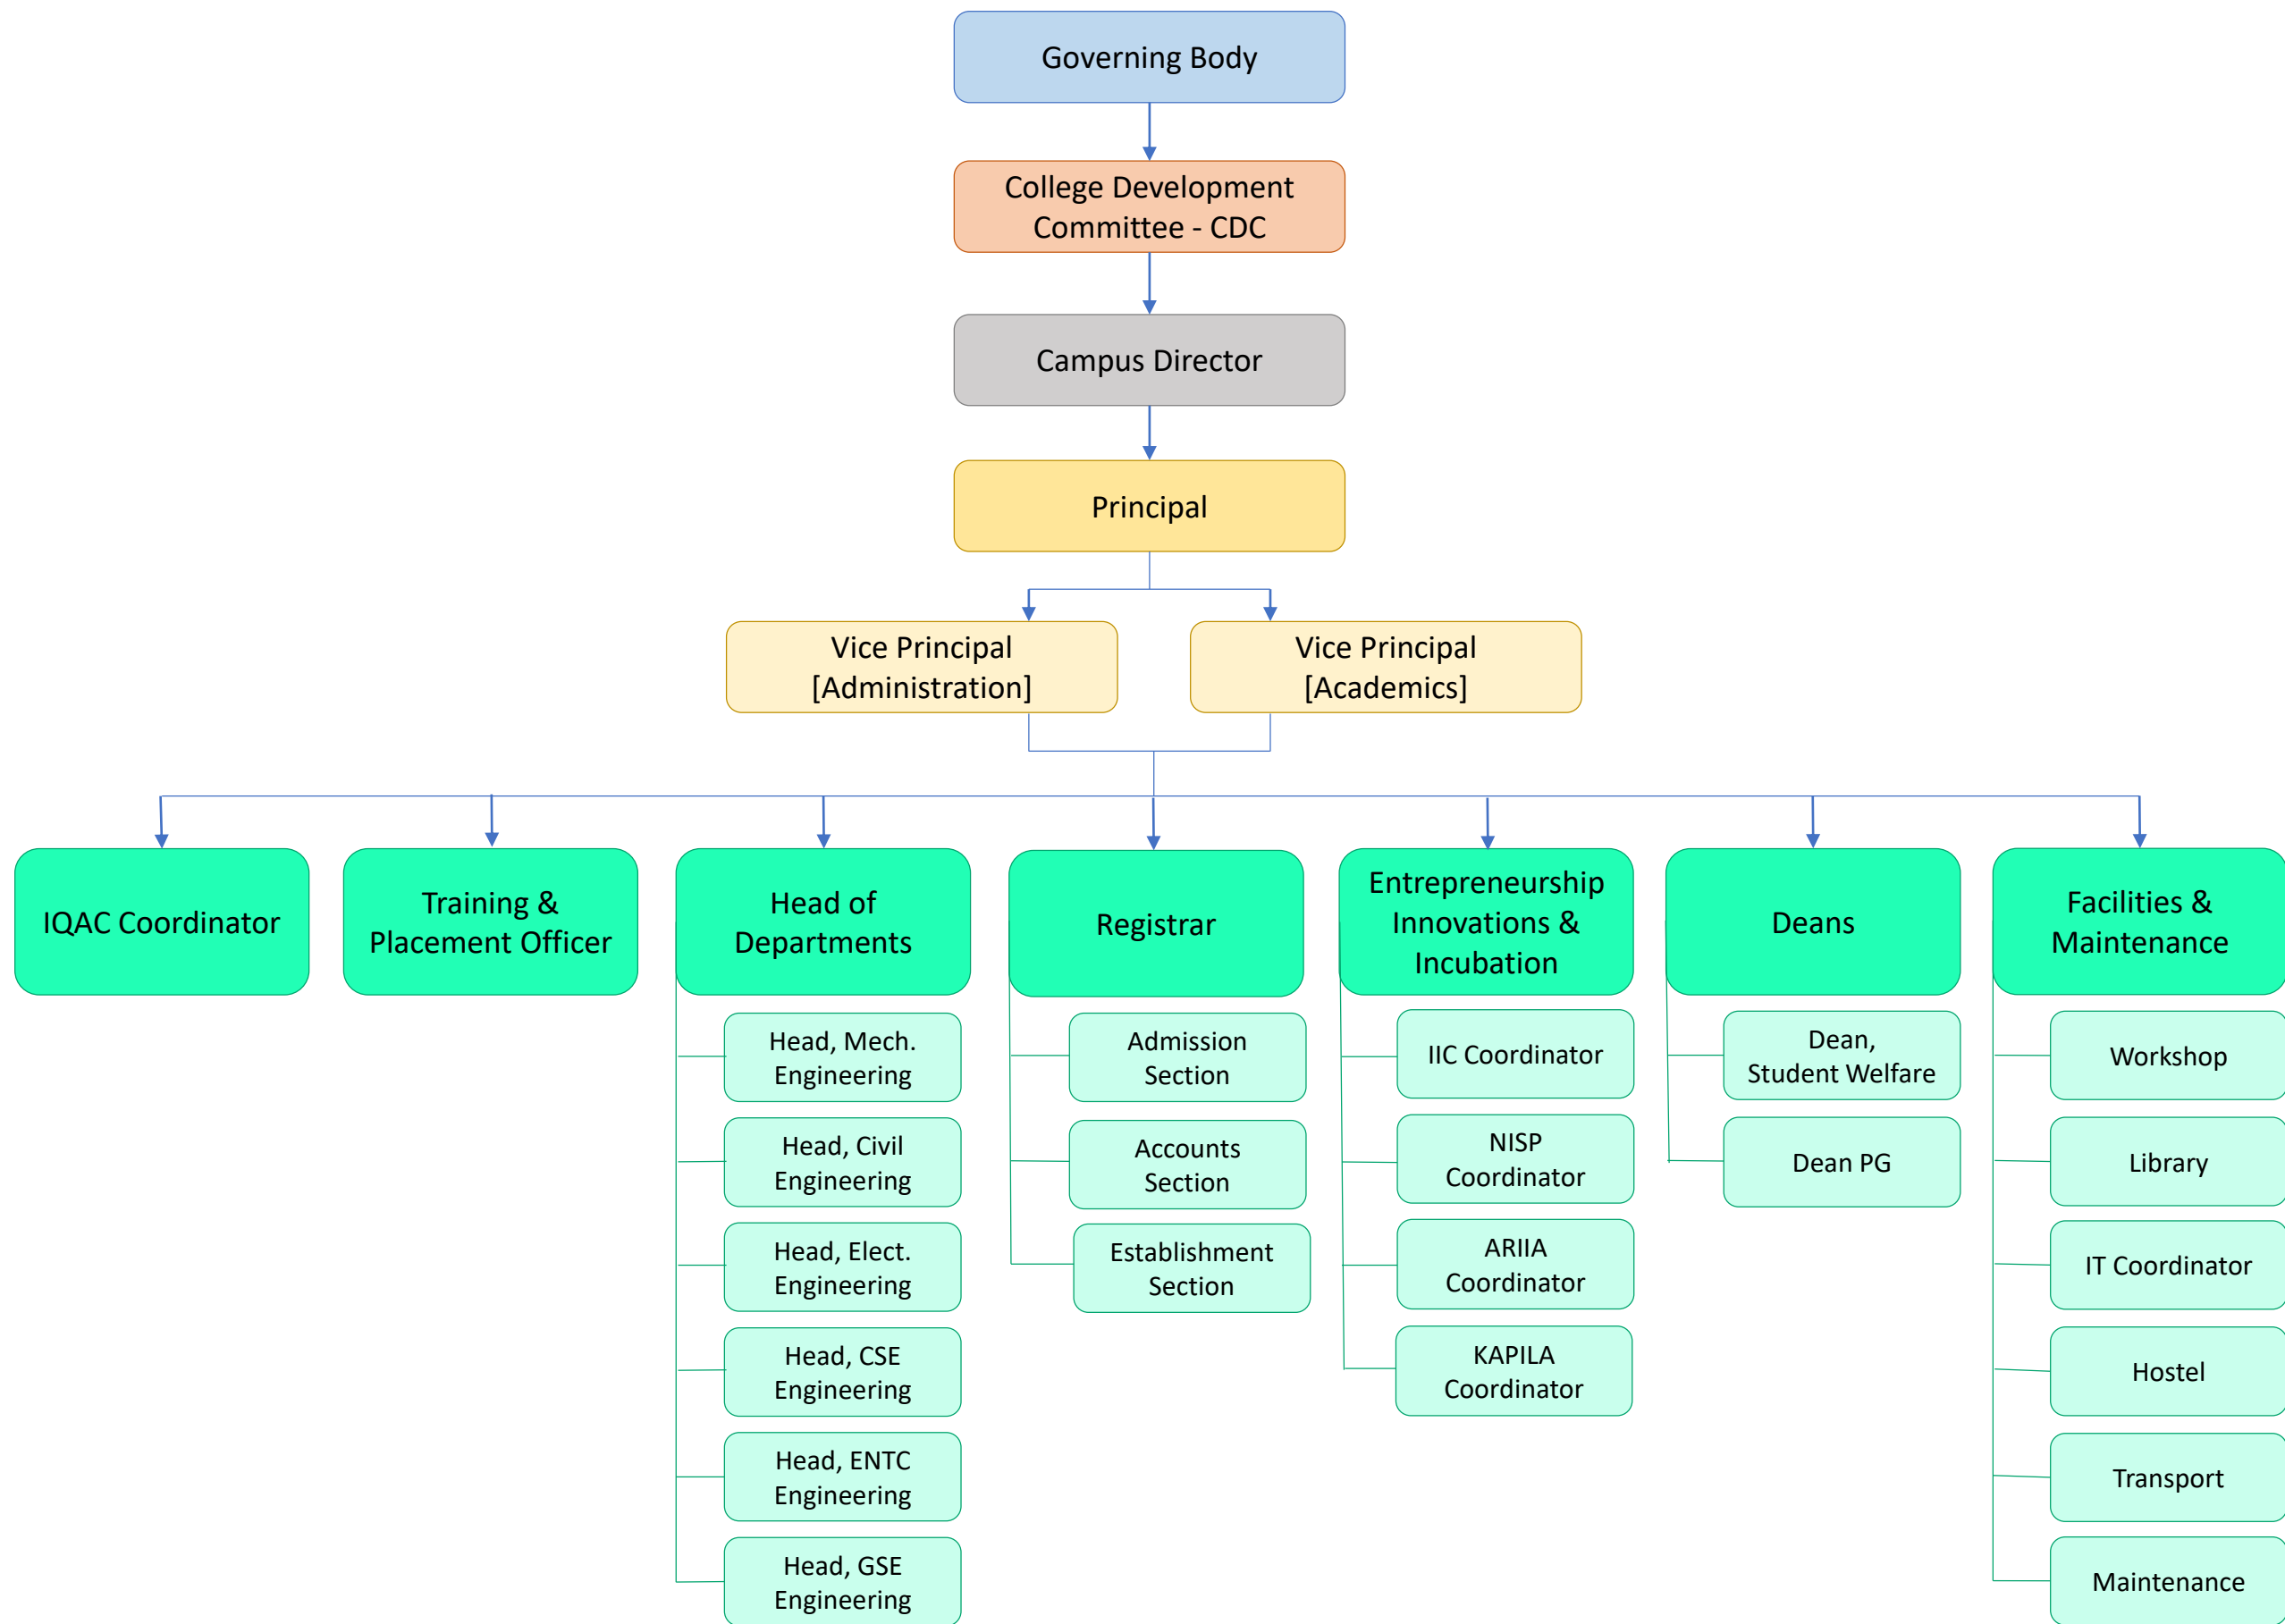 Governing Body
College Development
Committee - CDC
Campus Director
Principal
Vice Principal
[Administration]
Vice Principal
[Academics]
IQAC Coordinator
Training &
Placement Officer
Head of
Departments
Registrar
Entrepreneurship
Innovations &
Incubation
Deans
Facilities &
Maintenance
Head, Mech.
Engineering
Head, Civil
Engineering
Head, Elect.
Engineering
Head, CSE
Engineering
Head, ENTC
Engineering
Head, GSE
Engineering
Admission
Section
Accounts
Section
Establishment
Section
IIC Coordinator
NISP
Coordinator
ARIIA
Coordinator
KAPILA
Coordinator
Dean,
Student Welfare
Dean PG
Workshop
Library
IT Coordinator
Hostel
Transport
Maintenance